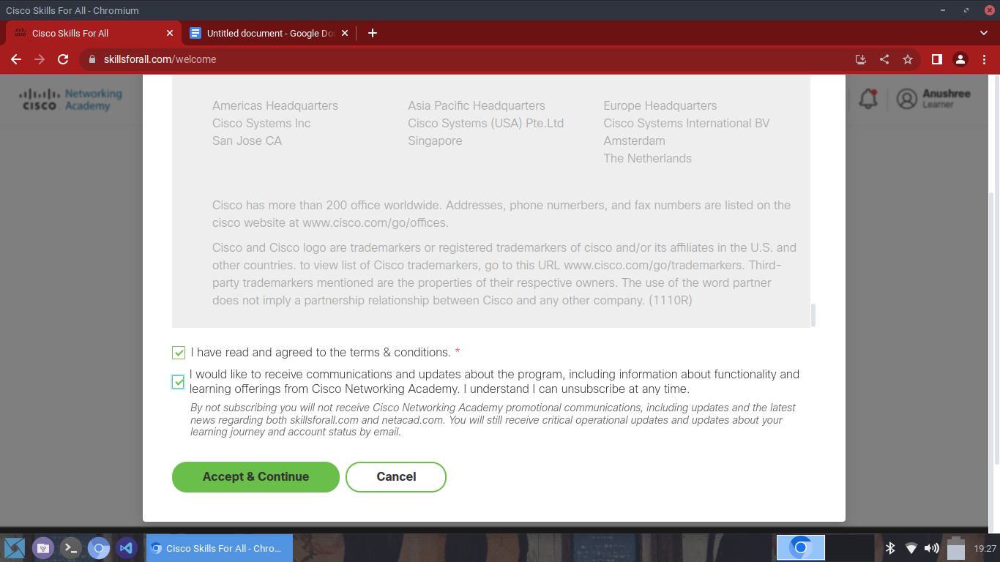 Cisco Skills For All - Chromium
Cisco Skills For All
Untitled document - Google Do
skillsforall.com/welcome
CISCO
Networking
Academy
Anushree
Learner
Americas Headquarters
Cisco Systems Inc
San Jose CA
Asia Pacific Headquarters
Cisco Systems (USA) Pte.Ltd
Singapore
Europe Headquarters
Cisco Systems International BV
Amsterdam
The Netherlands
Cisco has more than 200 office worldwide. Addresses, phone numerbers, and fax numbers are listed on the
cisco website at www.cisco.com/go/offices.
Cisco and Cisco logo are trademarkers or registered trademarkers of cisco and/or its affiliates in the U.S. and
other countries. to view list of Cisco trademarkers, go to this URL www.cisco.com/go/trademarkers. Third-
party trademarkers mentioned are the properties of their respective owners. The use of the word partner
does not imply a partnership relationship between Cisco and any other company. (1110R)
I have read and agreed to the terms & conditions. *
I would like to receive communications and updates about the program, including information about functionality and
learning offerings from Cisco Networking Academy. I understand I can unsubscribe at any time.
By not subscribing you will not receive Cisco Networking Academy promotional communications, including updates and the latest
news regarding both skillsforall.com and netacad.com. You will still receive critical operational updates and updates about your
learning journey and account status by email.
Accept & Continue
Cancel
Cisco Skills For All - Chro...
19:27